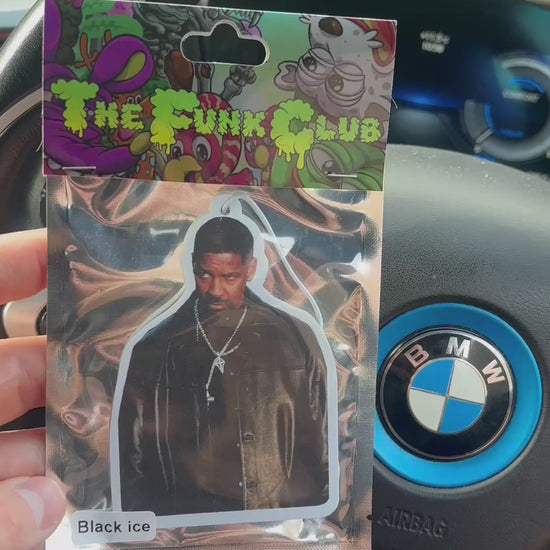 The Funk Club
Black ice
BMW
AIRBAG